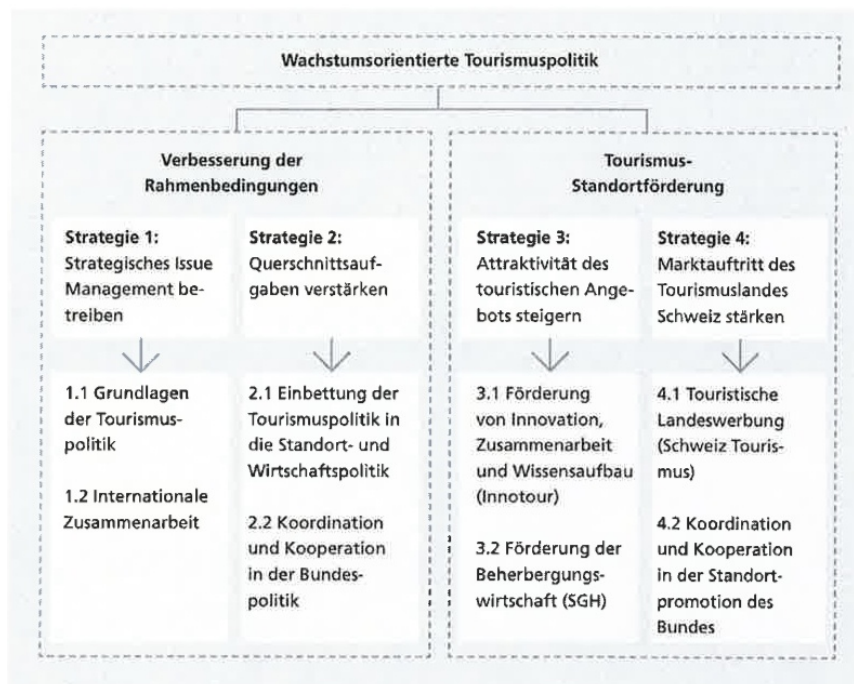 Wachstumsorientierte Tourismuspolitik
Verbesserung der
Rahmenbedingungen
Strategie 1:
Strategisches Issue
Management be-
treiben
1.1 Grundlagen
der Tourismus-
politik
1.2 Internationale
Zusammenarbeit
Strategie 2:
Querschnittsauf-
gaben verstärken
2.1 Einbettung der
Tourismuspolitik in
die Standort- und
Wirtschaftspolitik
2.2 Koordination
und Kooperation
in der Bundes-
politik
Tourismus-
Standortförderung
Strategie 3:
Attraktivität des
touristischen Ange-
bots steigern
3.1 Förderung
von Innovation,
Zusammenarbeit
und Wissensaufbau
(Innotour)
3.2 Förderung der
Beherbergungs-
wirtschaft (SGH)
Strategie 4:
Marktauftritt des
Tourismuslandes
Schweiz stärken
4.1 Touristische
Landeswerbung
(Schweiz Touris-
mus)
4.2 Koordination
und Kooperation
in der Standort-
promotion des
Bundes